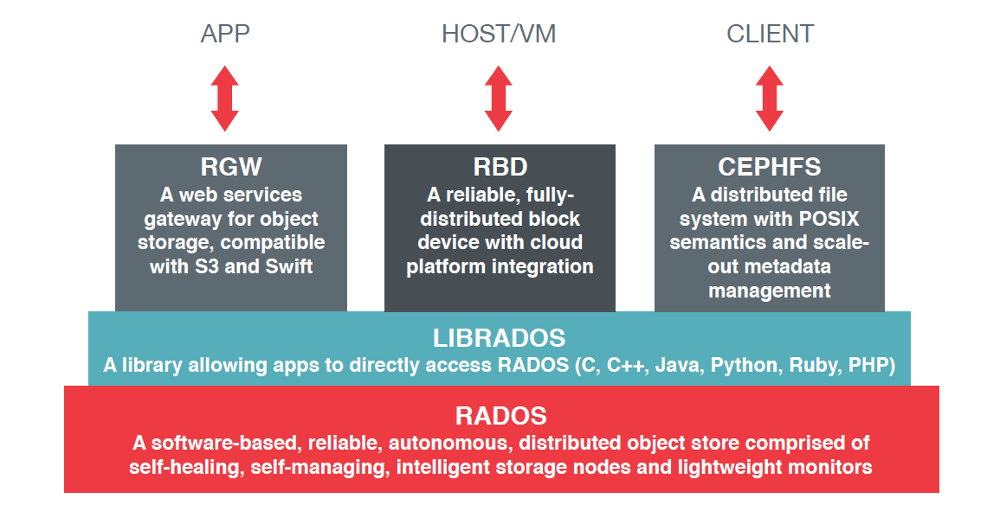 APP
HOST/VM
CLIENT
RGW
A web services
gateway for object
storage, compatible
with S3 and Swift
RBD
A reliable, fully-
distributed block
device with cloud
platform integration
CEPHFS
A distributed file
system with POSIX
semantics and scale-
out metadata
management
LIBRADOS
A library allowing apps to directly access RADOS (C, C++, Java, Python, Ruby, PHP)
RADOS
A software-based, reliable, autonomous, distributed object store comprised of
self-healing, self-managing, intelligent storage nodes and lightweight monitors